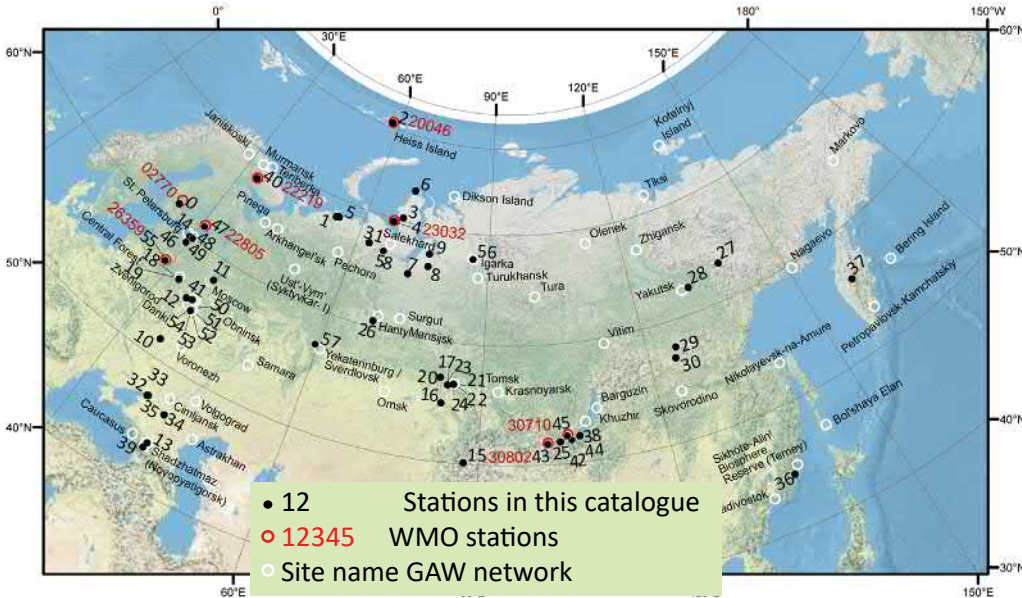 0°
180°
150°W
60°N
30°E
60°E
90°E
120°E
150°E
60°N
2 20046
Heiss Island
Kotelnyj
Island
Markovo
Janiskoski
Murmansk
Teriberka
40
22219
02770
St. Petersburg
14
47
22805
26359
55
46
48
49
18
Central Forest
19
Zvenigorod
Danki
Pinega
Arkhangel'sk
1
5
6
Dikson Island
3
4
23032
Salekhard
31
58
9
7
8
56
Igarka
Turukhansk
Tura
Olenek
Tiksi
Zhigansk
27
28
Yakutsk
Nagaevo
Bering Island
37
Petropavlovsk-Kamchatskiy
50°N
50°N
Pechora
Ust'-Vym'
(Syktyvkar-I)
11
Moscow
41
50
12
51
Obninsk
54
52
53
10
Voronezh
Samara
57
Yekaterinburg /
Sverdlovsk
26
HantyMansijsk
Surgut
Omsk
17
23
20
21
Tomsk
16
24
22
Krasnoyarsk
Vitim
29
30
Barguzin
Khuzhir
Skovorodino
Nikolayevsk-na-Amure
Bol'shaya Elan
30710
45
15
30802
43
25
38
44
42
Sikhote-Alin'
Biosphere
Reserve (Terney)
36
adivostok
40°N
40°N
33
32
35
34
Cimljansk
Volgograd
Caucasus
39
13
Astrakhan
Shadzhatmaz
(Novopyatigorsk)
12 Stations in this catalogue
12345 WMO stations
Site name GAW network
60°E
150°E
30°N